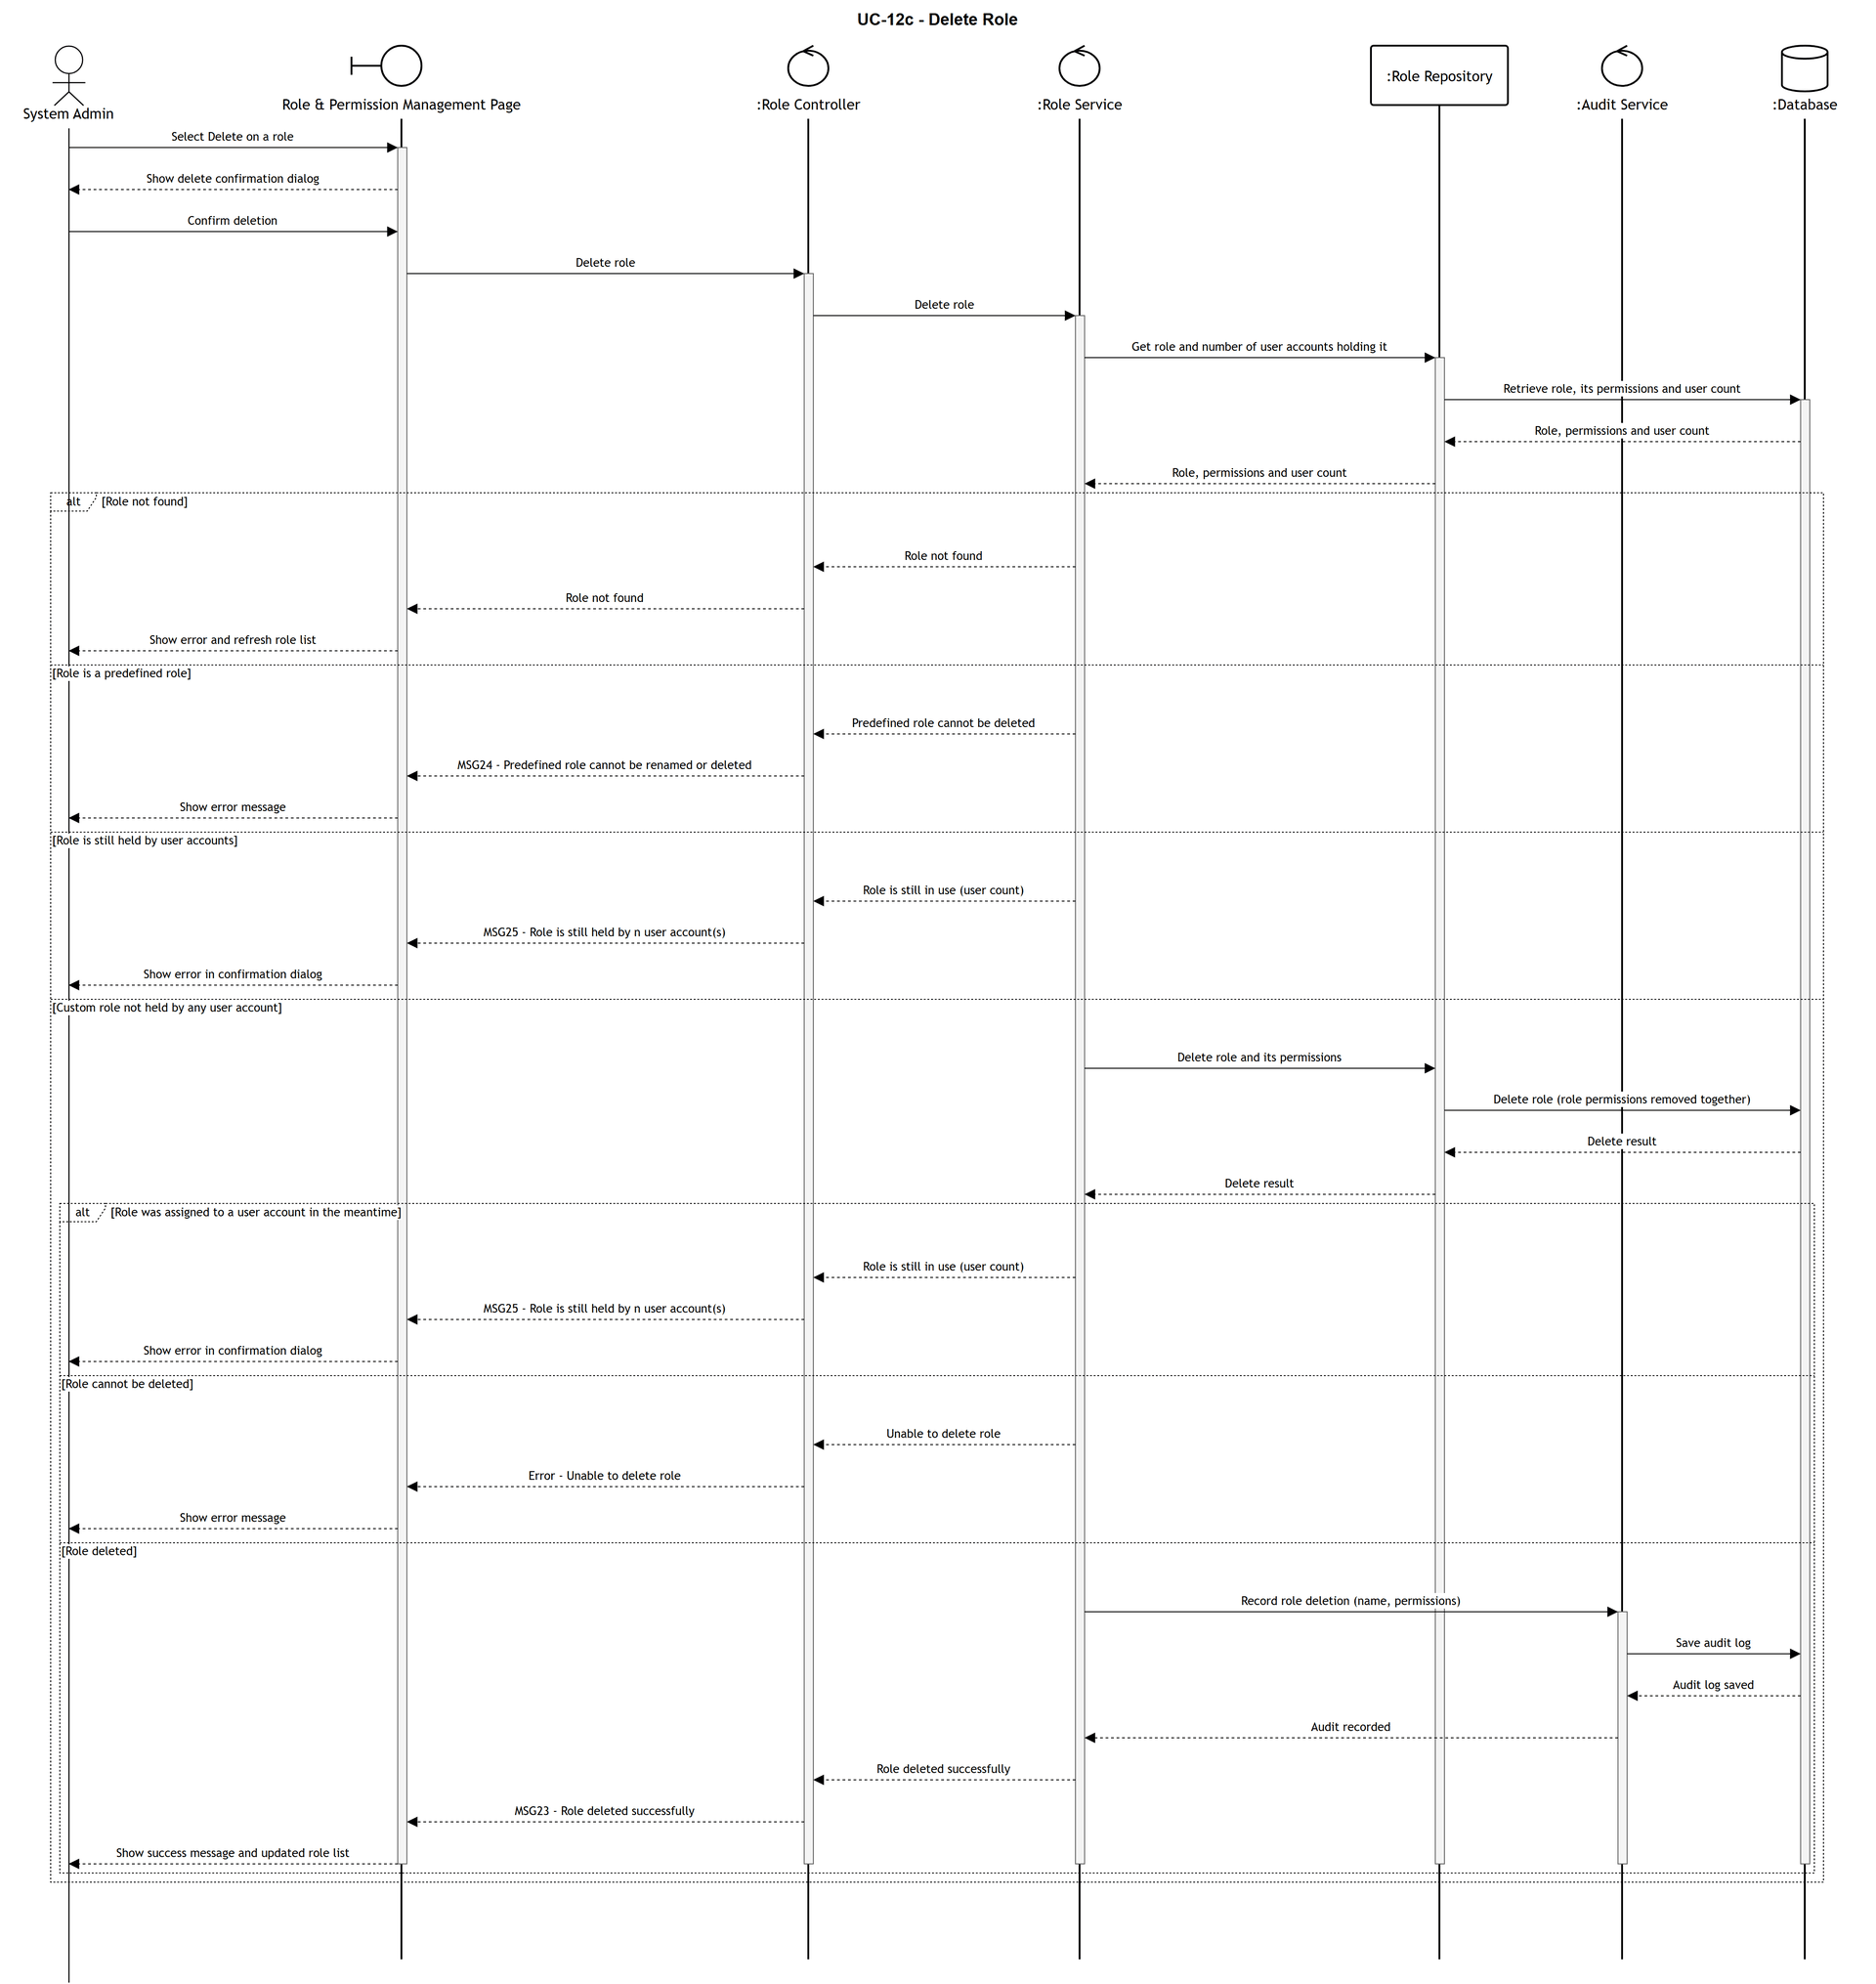 UC-12c - Delete Role
System Admin
Role & Permission Management Page
:Role Controller
:Role Service
:Role Repository
:Audit Service
:Database
Select Delete on a role
Show delete confirmation dialog
Confirm deletion
Delete role
Delete role
Get role and number of user accounts holding it
Retrieve role, its permissions and user count
Role, permissions and user count
Role, permissions and user count
alt [Role not found]
Role not found
Role not found
Show error and refresh role list
[Role is a predefined role]
Predefined role cannot be deleted
MSG24 - Predefined role cannot be renamed or deleted
Show error message
[Role is still held by user accounts]
Role is still in use (user count)
MSG25 - Role is still held by n user account(s)
Show error in confirmation dialog
[Custom role not held by any user account]
Delete role and its permissions
Delete role (role permissions removed together)
Delete result
Delete result
alt [Role was assigned to a user account in the meantime]
Role is still in use (user count)
MSG25 - Role is still held by n user account(s)
Show error in confirmation dialog
[Role cannot be deleted]
Unable to delete role
Error - Unable to delete role
Show error message
[Role deleted]
Record role deletion (name, permissions)
Save audit log
Audit log saved
Audit recorded
Role deleted successfully
MSG23 - Role deleted successfully
Show success message and updated role list